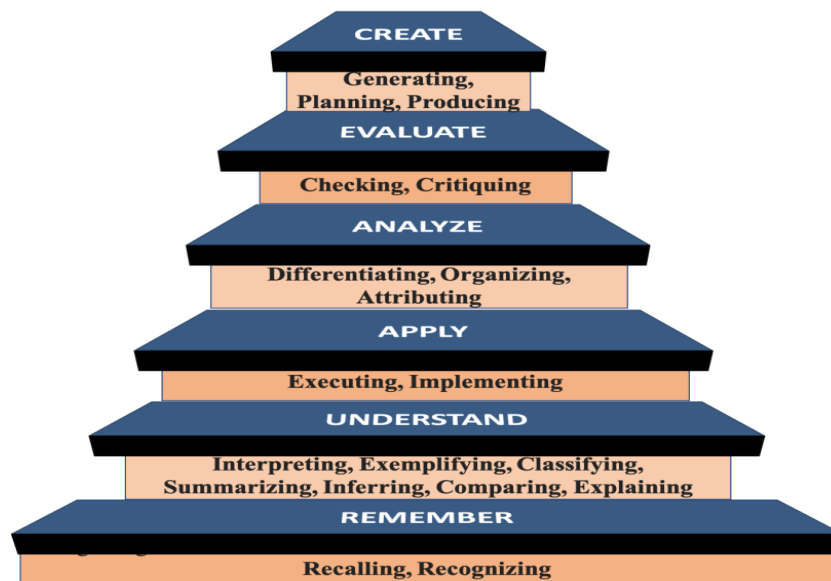 CREATE
Generating,
Planning, Producing
EVALUATE
Checking, Critiquing
ANALYZE
Differentiating, Organizing,
Attributing
APPLY
Executing, Implementing
UNDERSTAND
Interpreting, Exemplifying, Classifying,
Summarizing, Inferring, Comparing, Explaining
REMEMBER
Recalling, Recognizing